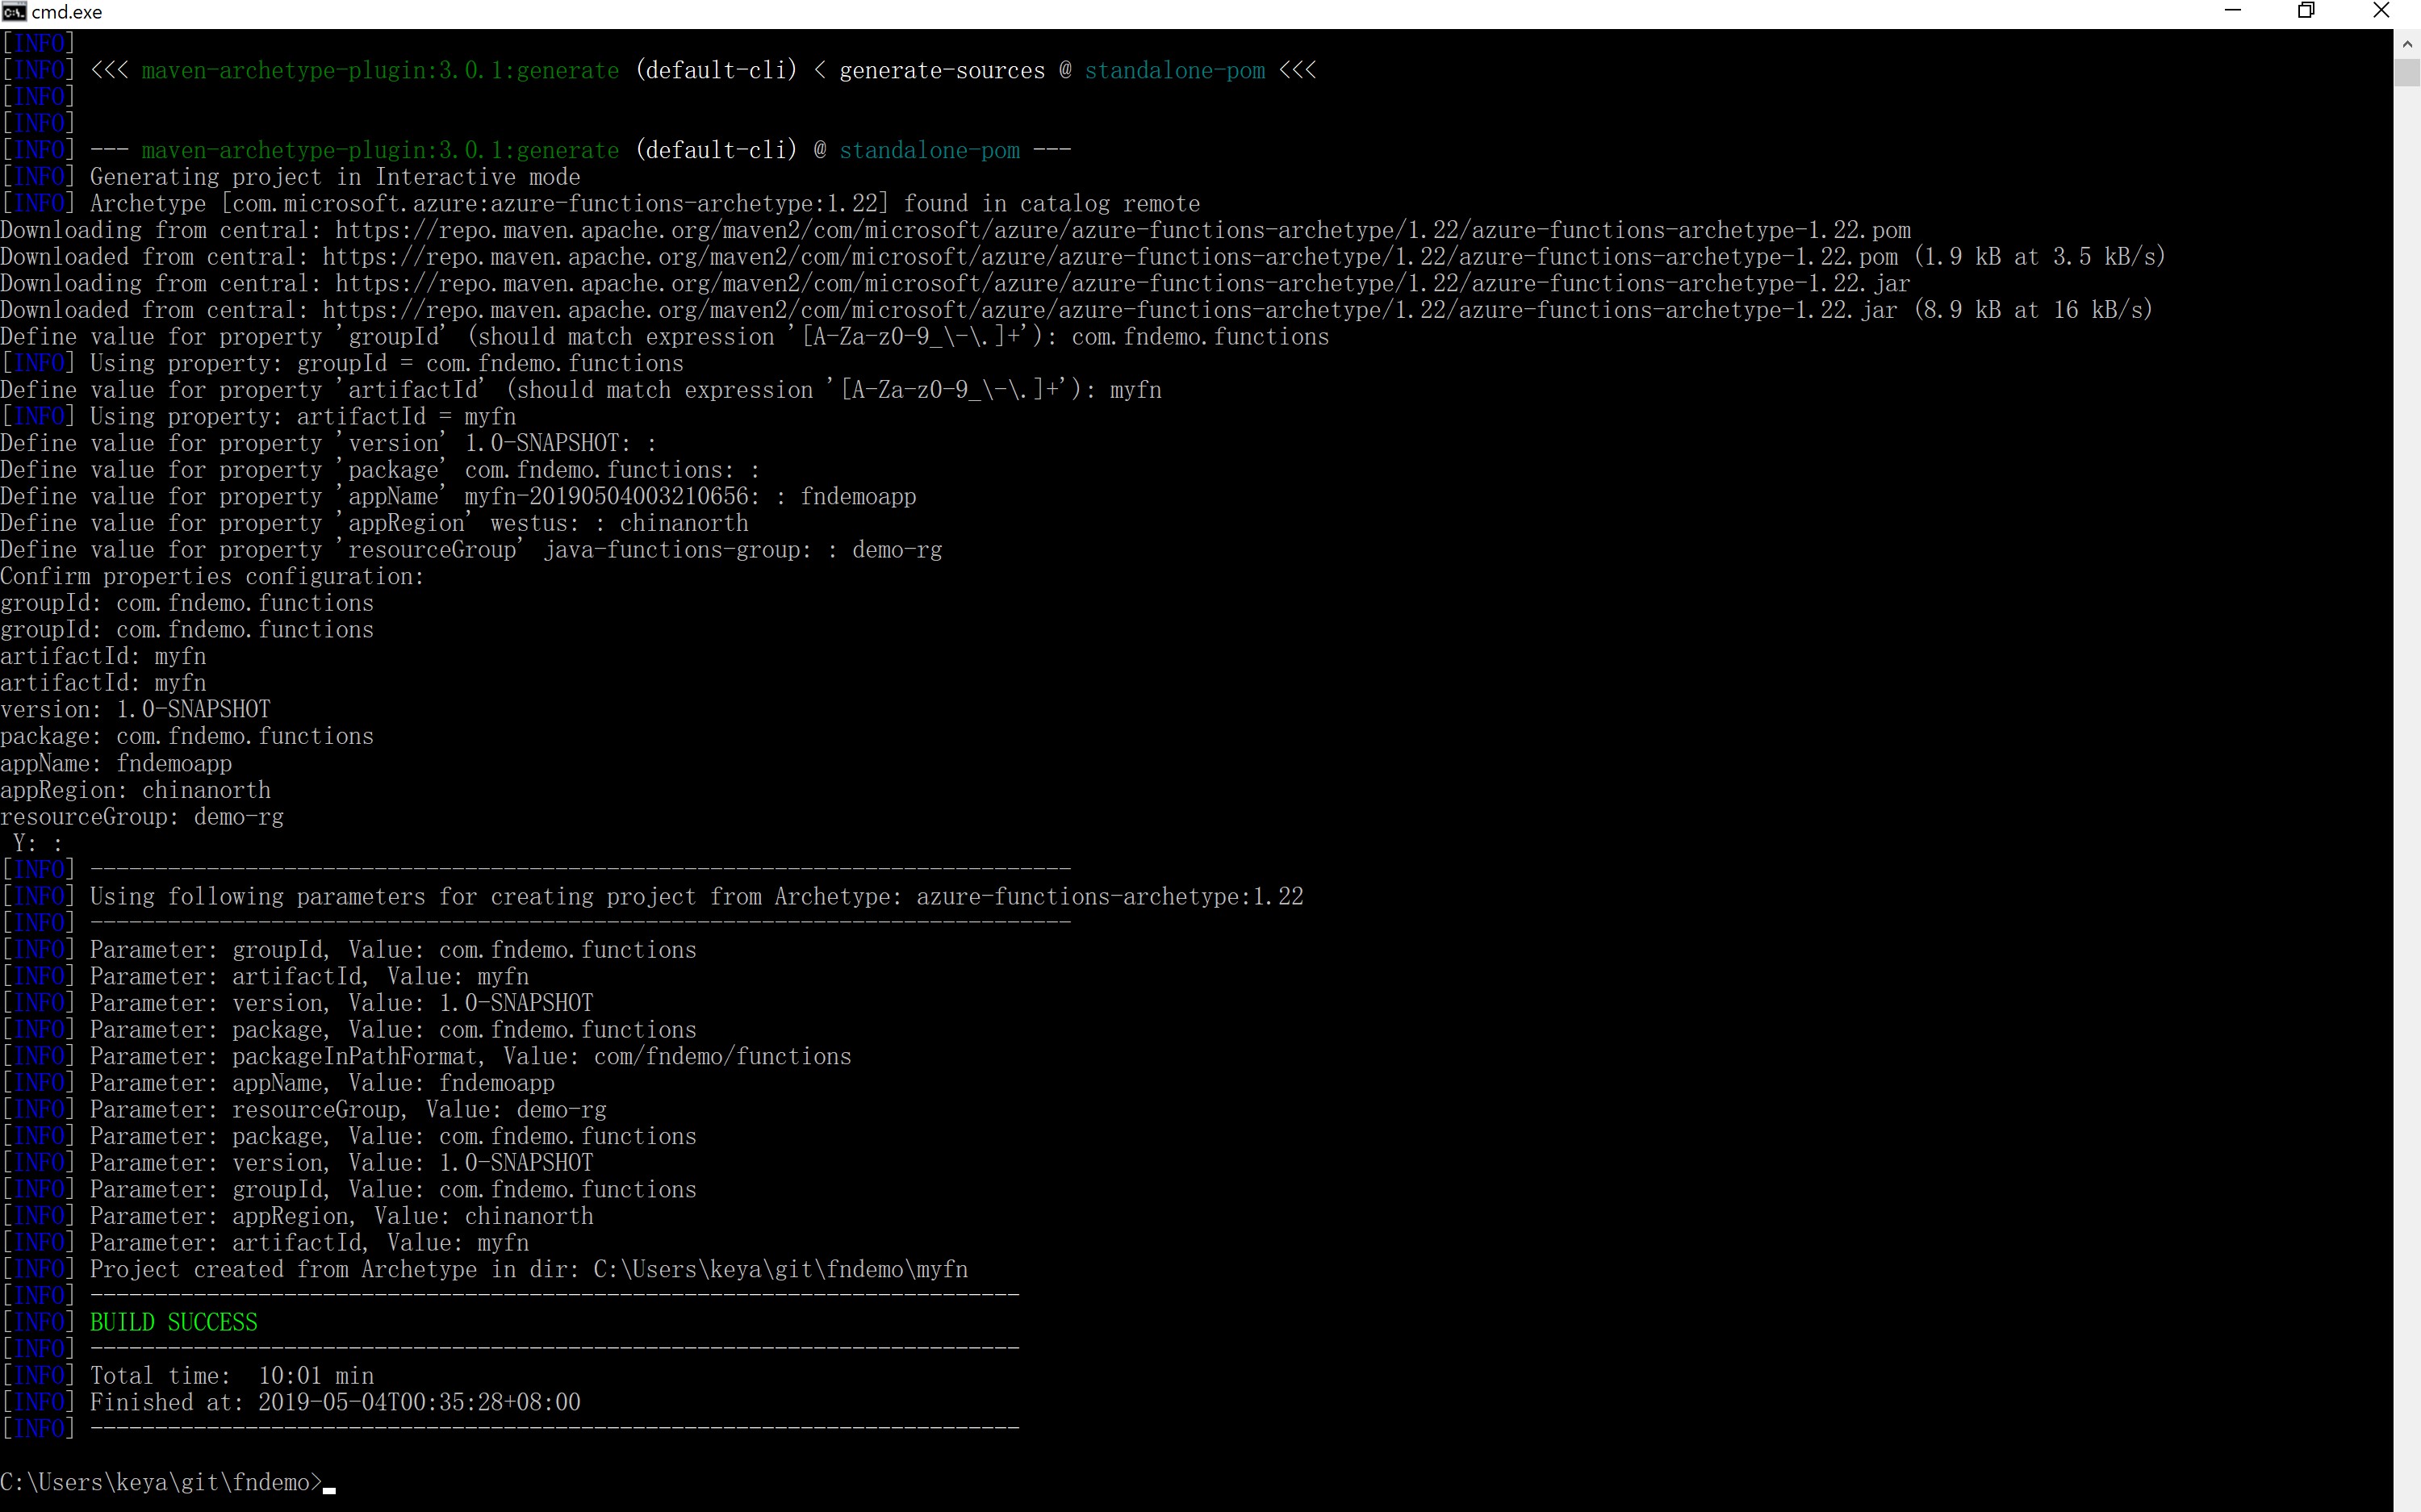 cmd.exe
[INFO]
[INFO] <<< maven-archetype-plugin:3.0.1:generate (default-cli) < generate-sources @ standalone-pom <<<
[INFO]
[INFO]
[INFO] --- maven-archetype-plugin:3.0.1:generate (default-cli) @ standalone-pom ---
[INFO] Generating project in Interactive mode
[INFO] Archetype [com.microsoft.azure:azure-functions-archetype:1.22] found in catalog remote
Downloading from central: https://repo.maven.apache.org/maven2/com/microsoft/azure/azure-functions-archetype/1.22/azure-functions-archetype-1.22.pom
Downloaded from central: https://repo.maven.apache.org/maven2/com/microsoft/azure/azure-functions-archetype/1.22/azure-functions-archetype-1.22.pom (1.9 kB at 3.5 kB/s)
Downloading from central: https://repo.maven.apache.org/maven2/com/microsoft/azure/azure-functions-archetype/1.22/azure-functions-archetype-1.22.jar
Downloaded from central: https://repo.maven.apache.org/maven2/com/microsoft/azure/azure-functions-archetype/1.22/azure-functions-archetype-1.22.jar (8.9 kB at 16 kB/s)
Define value for property 'groupId' (should match expression '[A-Za-z0-9_\-\.]+'): com.fndemo.functions
[INFO] Using property: groupId = com.fndemo.functions
Define value for property 'artifactId' (should match expression '[A-Za-z0-9_\-\.]+'): myfn
[INFO] Using property: artifactId = myfn
Define value for property 'version' 1.0-SNAPSHOT: :
Define value for property 'package' com.fndemo.functions: :
Define value for property 'appName' myfn-20190504003210656: : fndemoapp
Define value for property 'appRegion' westus: : chinanorth
Define value for property 'resourceGroup' java-functions-group: : demo-rg
Confirm properties configuration:
groupId: com.fndemo.functions
groupId: com.fndemo.functions
artifactId: myfn
artifactId: myfn
version: 1.0-SNAPSHOT
package: com.fndemo.functions
appName: fndemoapp
appRegion: chinanorth
resourceGroup: demo-rg
 Y: :
[INFO] ----------------------------------------------------------------------------
[INFO] Using following parameters for creating project from Archetype: azure-functions-archetype:1.22
[INFO] ----------------------------------------------------------------------------
[INFO] Parameter: groupId, Value: com.fndemo.functions
[INFO] Parameter: artifactId, Value: myfn
[INFO] Parameter: version, Value: 1.0-SNAPSHOT
[INFO] Parameter: package, Value: com.fndemo.functions
[INFO] Parameter: packageInPathFormat, Value: com/fndemo/functions
[INFO] Parameter: appName, Value: fndemoapp
[INFO] Parameter: resourceGroup, Value: demo-rg
[INFO] Parameter: package, Value: com.fndemo.functions
[INFO] Parameter: version, Value: 1.0-SNAPSHOT
[INFO] Parameter: groupId, Value: com.fndemo.functions
[INFO] Parameter: appRegion, Value: chinanorth
[INFO] Parameter: artifactId, Value: myfn
[INFO] Project created from Archetype in dir: C:\Users\keya\git\fndemo\myfn
[INFO] ------------------------------------------------------------------------
[INFO] BUILD SUCCESS
[INFO] ------------------------------------------------------------------------
[INFO] Total time:  10:01 min
[INFO] Finished at: 2019-05-04T00:35:28+08:00
[INFO] ------------------------------------------------------------------------
C:\Users\keya\git\fndemo>